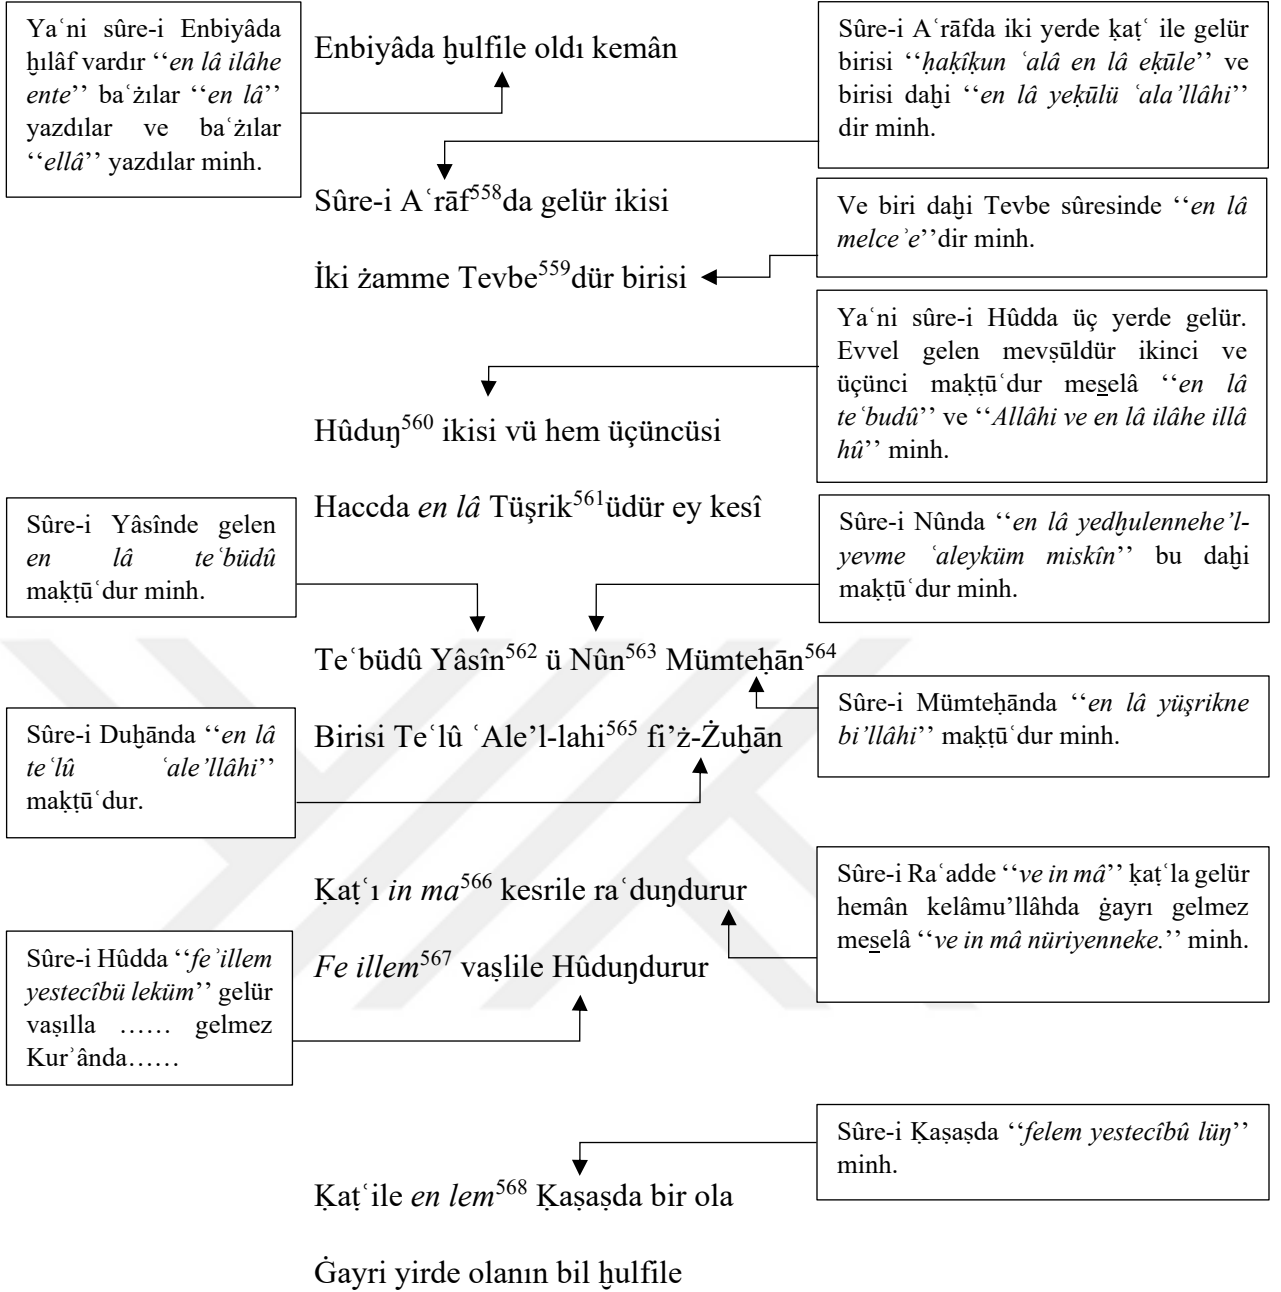 Yaʿni sûre-i Enbiyâda
ḫılâf vardır ‘‘en lâ ilâhe
ente’’ baʿżılar ‘‘en lâ’’
yazdılar ve baʿżılar
‘‘ellâ’’ yazdılar minh.
Enbiyâda ḫulfile oldı kemân
Sûre-i Aʿrāfda iki yerde ḳaṭʿ ile gelür
birisi ‘‘ḥaḳîḳun ʿalâ en lâ eḳūle’’ ve
birisi dahi ‘‘en lâ yeḳūlü ʿala’llâhi’’
dir minh.
Sûre-i Aʿrāf558da gelür ikisi
Ve biri daḫi Tevbe sûresinde ‘‘en lâ
melceʾe’’dir minh.
İki żamme Tevbe559dür birisi
Yaʿni sûre-i Hûdda üç yerde gelür.
Evvel gelen mevṣūldür ikinci ve
üçünci maḳṭūʿdur mes̲elâ ‘‘en lâ
teʿbudû’’ ve ‘‘Allâhi ve en lâ ilâhe illâ
hû’’ minh.
Hûduŋ560 ikisi vü hem üçüncüsi
Haccda en lâ Tüşrik561üdür ey kesî
Sûre-i Yâsînde gelen
en lâ teʿbüdû
maḳṭūʿdur minh.
Sûre-i Nûnda ‘‘en lâ yedḫulennehe’l-
yevme ʿaleyküm miskîn’’ bu daḫi
maḳṭūʿdur minh.
Teʿbüdû Yâsîn562 ü Nûn563 Mümteḥān564
Sûre-i Mümteḥānda ‘‘en lâ yüşrikne
bi’llâhi’’ maḳṭūʿdur minh.
Sûre-i Duḫānda ‘‘en lâ
teʿlû ʿale’llâhi’’
maḳṭūʿdur.
Birisi Teʿlû ʿAle’l-lahi565 fi’ż-Żuḫān
Ḳaṭʿı in ma566 kesrile raʿduŋdurur
Sûre-i Raʿadde ‘‘ve in mâ’’ ḳaṭʿla gelür
hemân kelâmu’llâhda ġayrı gelmez
mes̲elâ ‘‘ve in mâ nüriyenneke.’’ minh.
Sûre-i Hûdda ‘‘feʾillem
yestecîbü leküm’’ gelür
vaṣılla …… gelmez
Kurʾânda……
Fe illem567 vaṣlile Hûduŋdurur
Sûre-i Ḳaṣaṣda ‘‘felem yestecîbû lüŋ’’
minh.
Ḳaṭʿile en lem568 Ḳaṣaṣda bir ola
Ġayri yirde olanın bil ḫulfile